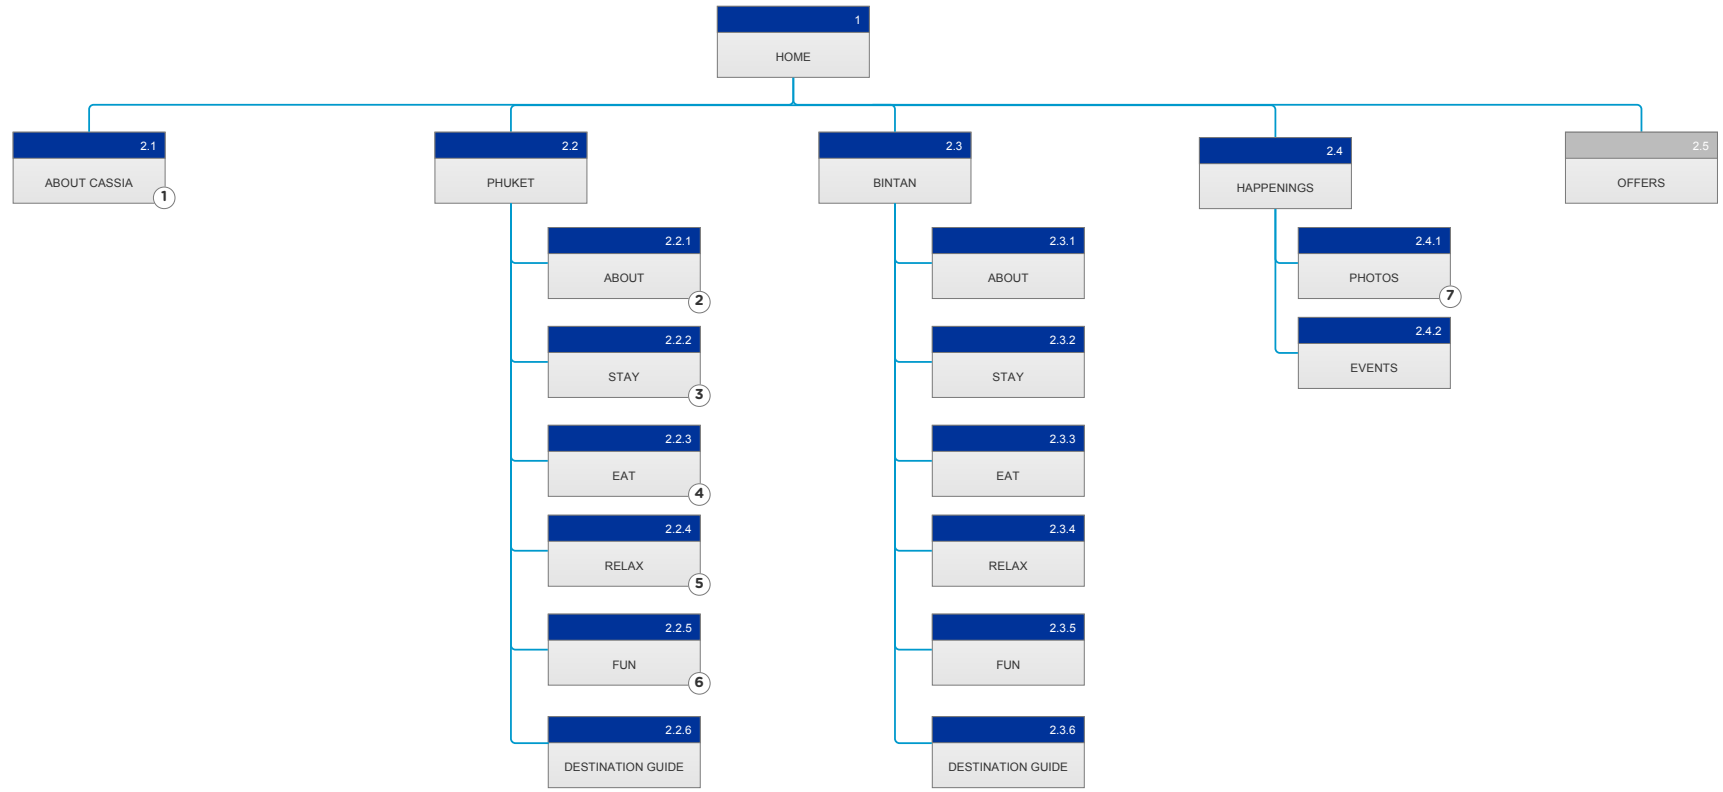 1
HOME
2.1
ABOUT CASSIA
1
2.2
PHUKET
2.3
BINTAN
2.4
HAPPENINGS
2.5
OFFERS
2.2.1
ABOUT
2
2.2.2
STAY
3
2.2.3
EAT
4
2.2.4
RELAX
5
2.2.5
FUN
6
2.2.6
DESTINATION GUIDE
2.3.1
ABOUT
2.3.2
STAY
2.3.3
EAT
2.3.4
RELAX
2.3.5
FUN
2.3.6
DESTINATION GUIDE
2.4.1
PHOTOS
7
2.4.2
EVENTS